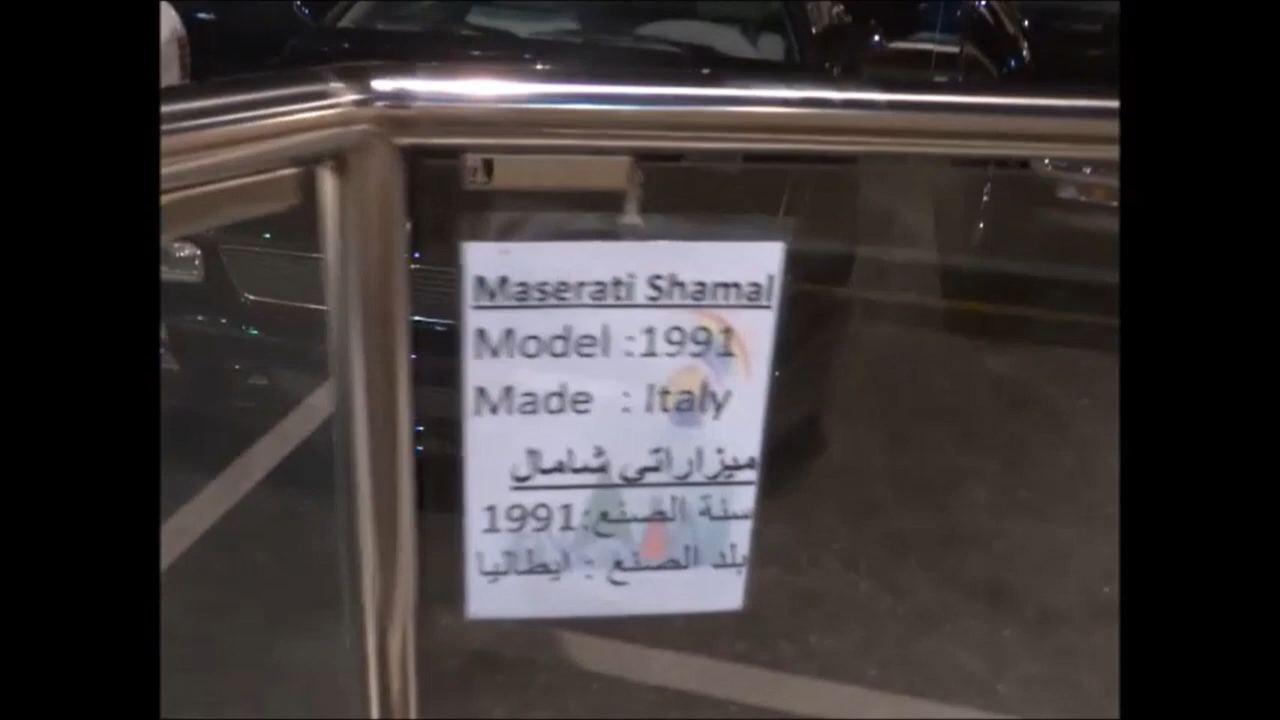 Maserati Shamal
Model :1991
Made : Italy
ميزاراتي شامال
سنة الصنع:1991
بلد الصنع : ايطاليا